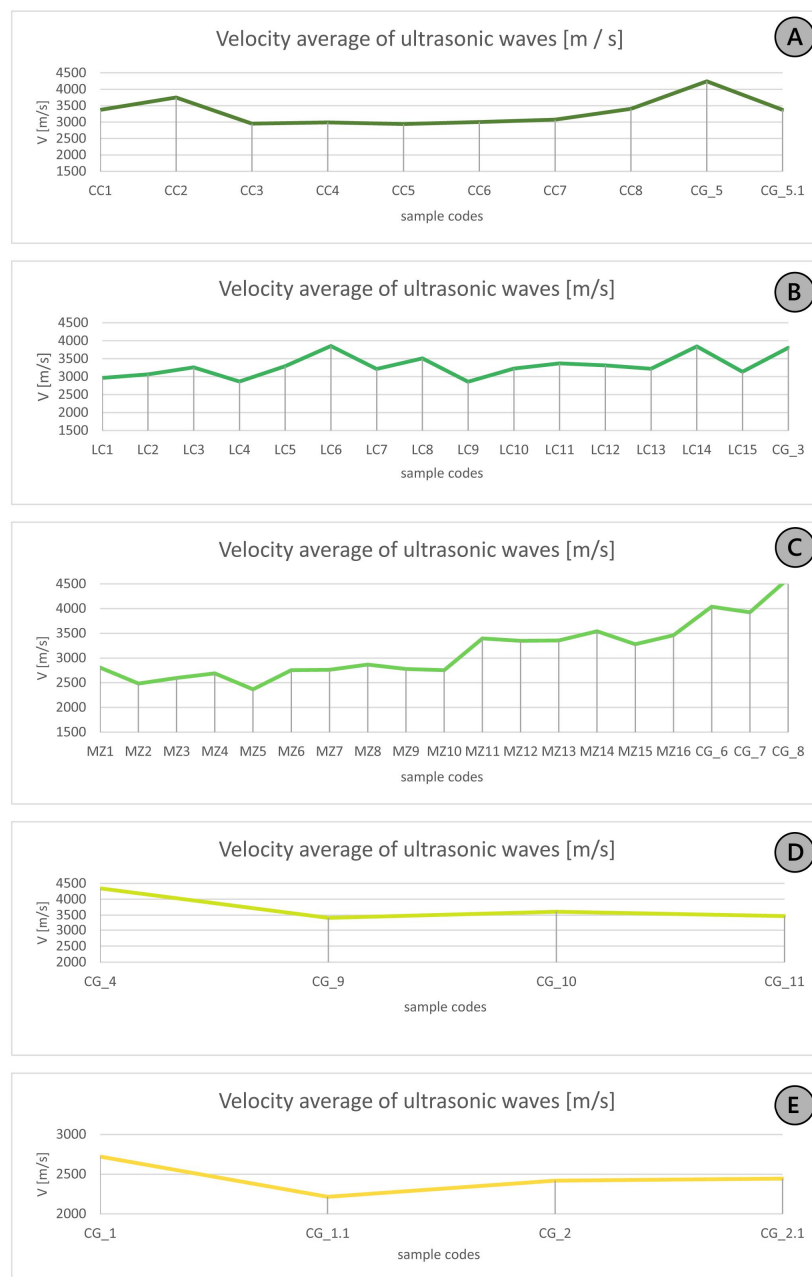 Velocity average of ultrasonic waves [m / s]
A
V [m/s]
4500
4000
3500
3000
2500
2000
1500
CC1 CC2 CC3 CC4 CC5 CC6 CC7 CC8 CG_5 CG_5.1
sample codes
Velocity average of ultrasonic waves [m/s]
B
V [m/s]
4500
4000
3500
3000
2500
2000
1500
LC1 LC2 LC3 LC4 LC5 LC6 LC7 LC8 LC9 LC10 LC11 LC12 LC13 LC14 LC15 CG_3
sample codes
Velocity average of ultrasonic waves [m/s]
C
V [m/s]
4500
4000
3500
3000
2500
2000
1500
MZ1 MZ2 MZ3 MZ4 MZ5 MZ6 MZ7 MZ8 MZ9 MZ10 MZ11 MZ12 MZ13 MZ14 MZ15 MZ16 CG_6 CG_7 CG_8
sample codes
Velocity average of ultrasonic waves [m/s]
D
V [m/s]
4500
4000
3500
3000
2500
2000
CG_4 CG_9 CG_10 CG_11
sample codes
Velocity average of ultrasonic waves [m/s]
E
V [m/s]
3000
2500
2000
CG_1 CG_1.1 CG_2 CG_2.1
sample codes